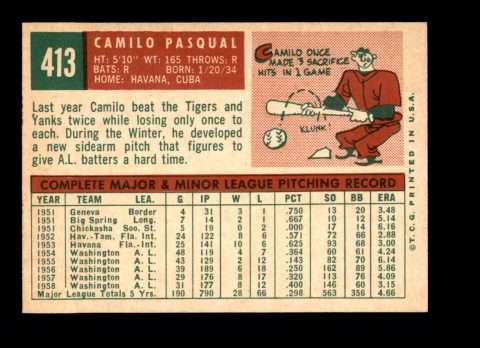 413
CAMILO PASQUAL
HT: 5'10" WT: 165 THROWS: R
BATS: R BORN: 1/20/34
HOME: HAVANA, CUBA
Last year Camilo beat the Tigers and
Yanks twice while losing only once
to each. During the Winter, he developed
a new sidearm pitch that figures to
give A.L. batters a hard time.
CAMILO ONCE
MADE 3 SACRIFICE
HITS IN 1 GAME
KLUNK!
COMPLETE MAJOR & MINOR LEAGUE PITCHING RECORD
YEAR TEAM LEA. G IP W L PCT SO BB ERA
1951 Geneva Border 4 31 3 1 .750 13 20 3.48
1951 Big Spring Long. 7 14 2 1 .667 10 12 5.14
1951 Chickasha Soo. St. 5 19 0 2 .000 14 6 7.16
1952 Hav.-Tam. Fla. Int. 24 122 8 6 .571 72 66 2.88
1953 Havana Fla. Int. 25 141 10 6 .625 93 77 3.00
1954 Washington A. L. 48 119 4 7 .364 60 61 4.24
1955 Washington A. L. 43 129 2 12 .143 82 70 6.14
1956 Washington A. L. 39 189 6 18 .250 162 89 5.86
1957 Washington A. L. 29 176 8 17 .320 113 76 4.09
1958 Washington A. L. 31 177 8 12 .400 146 60 3.15
Major League Totals 5 Yrs. 190 790 28 66 .298 563 356 4.66
© T.C.G. PRINTED IN U.S.A.